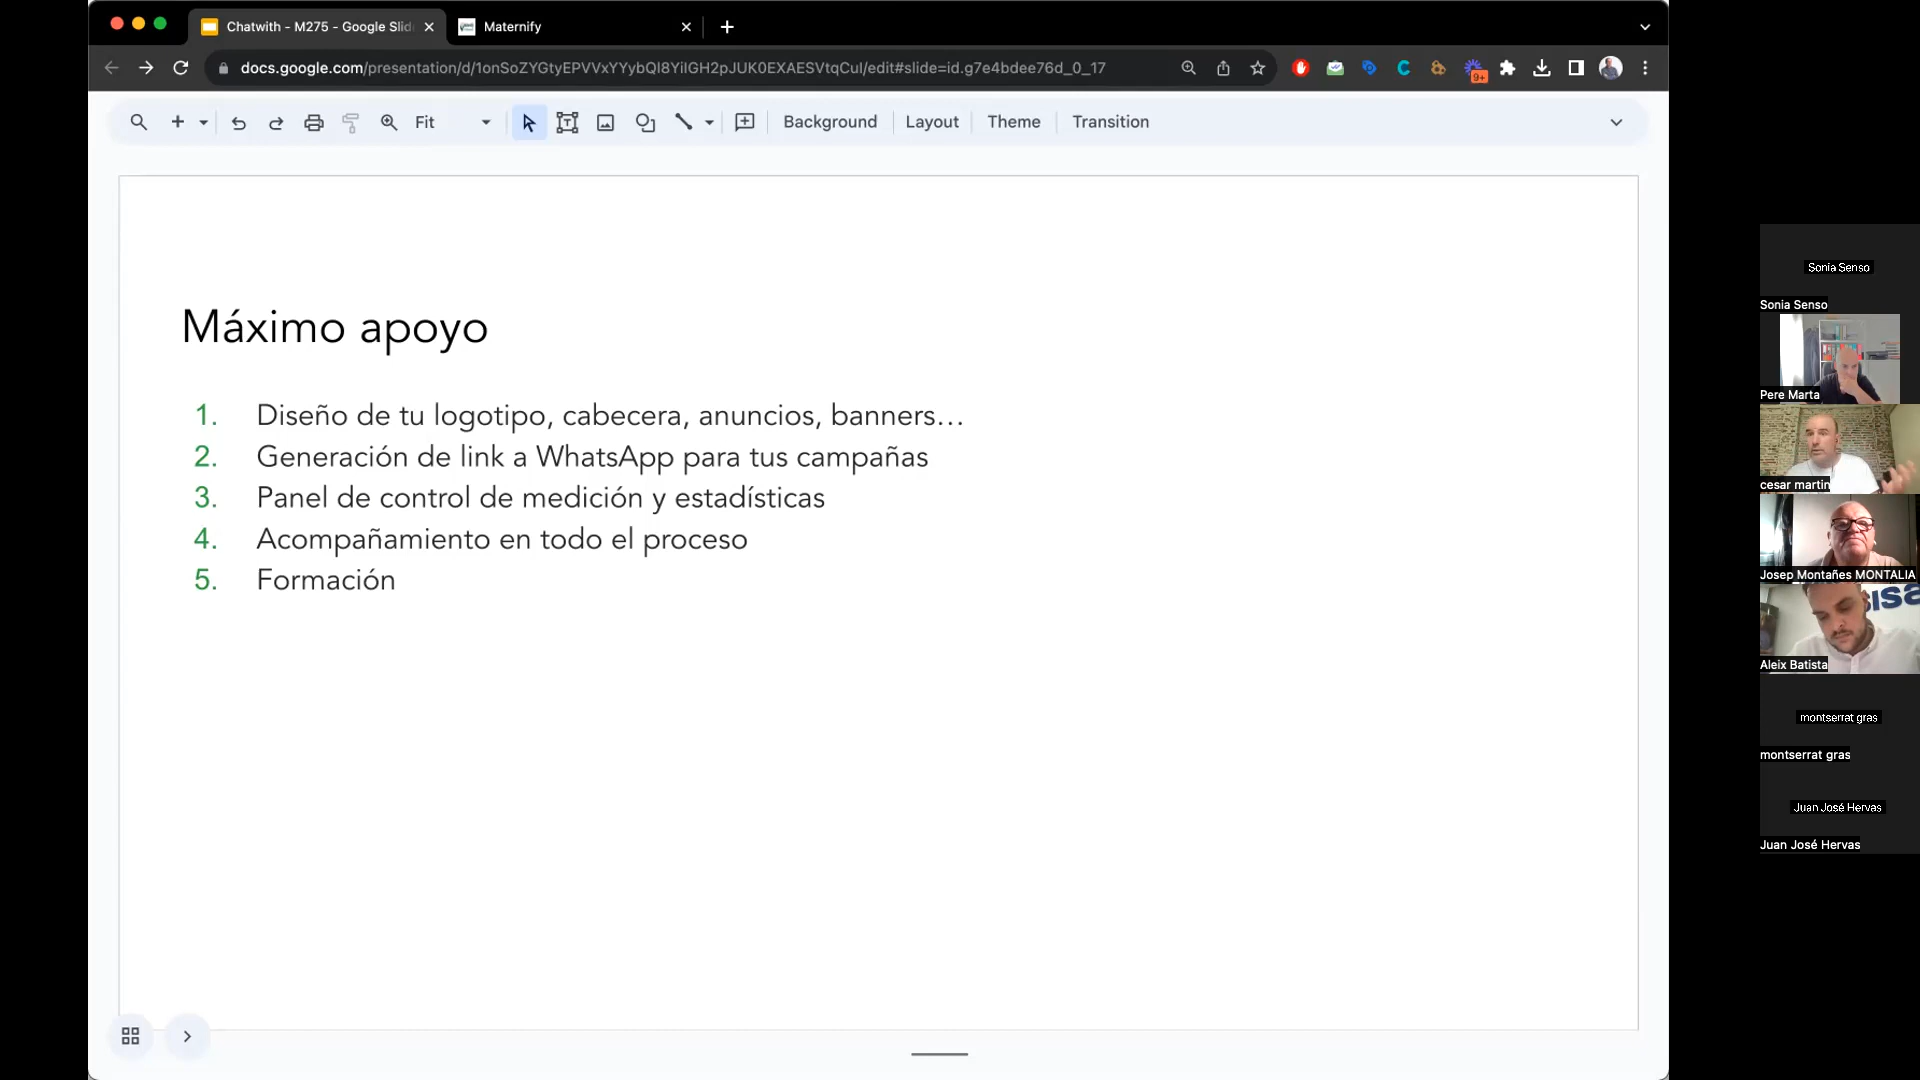 Chatwith - M275 - Google Slid
Maternify
docs.google.com/presentation/d/1onSoZYGtyEPVVxYYybQI8YiIGH2pJUK0EXAESVtqCuI/edit#slide=id.g7e4bdee76d_0_17
9+
Fit
Background
Layout
Theme
Transition
Máximo apoyo
1. Diseño de tu logotipo, cabecera, anuncios, banners…
2. Generación de link a WhatsApp para tus campañas
3. Panel de control de medición y estadísticas
4. Acompañamiento en todo el proceso
5. Formación
Sonia Senso
Sonia Senso
Pere Marta
cesar martin
Josep Montañes MONTALIA
Aleix Batista
montserrat gras
montserrat gras
Juan José Hervas
Juan José Hervas